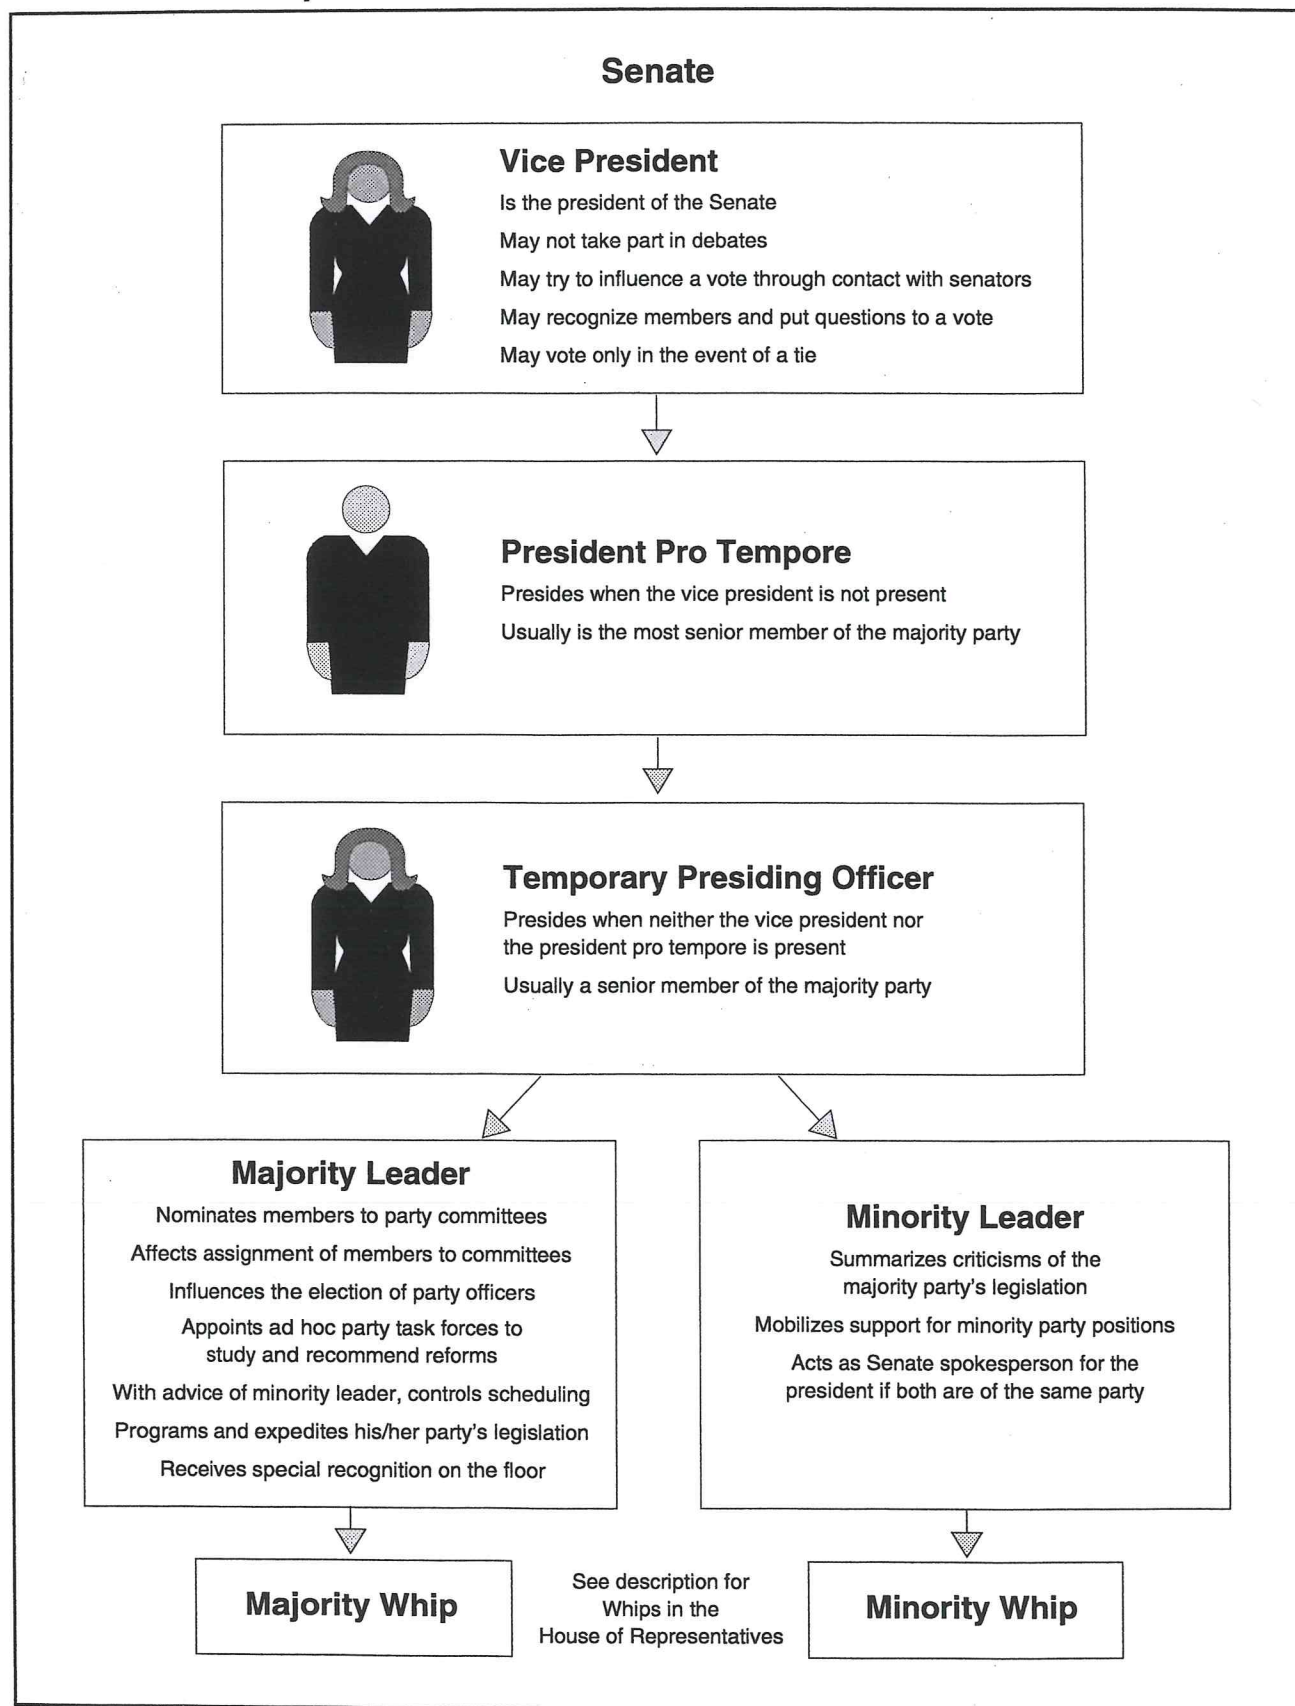 Senate
Vice President
Is the president of the Senate
May not take part in debates
May try to influence a vote through contact with senators
May recognize members and put questions to a vote
May vote only in the event of a tie
President Pro Tempore
Presides when the vice president is not present
Usually is the most senior member of the majority party
Temporary Presiding Officer
Presides when neither the vice president nor
the president pro tempore is present
Usually a senior member of the majority party
Majority Leader
Nominates members to party committees
Affects assignment of members to committees
Influences the election of party officers
Appoints ad hoc party task forces to
study and recommend reforms
With advice of minority leader, controls scheduling
Programs and expedites his/her party's legislation
Receives special recognition on the floor
Minority Leader
Summarizes criticisms of the
majority party's legislation
Mobilizes support for minority party positions
Acts as Senate spokesperson for the
president if both are of the same party
Majority Whip
See description for
Whips in the
House of Representatives
Minority Whip